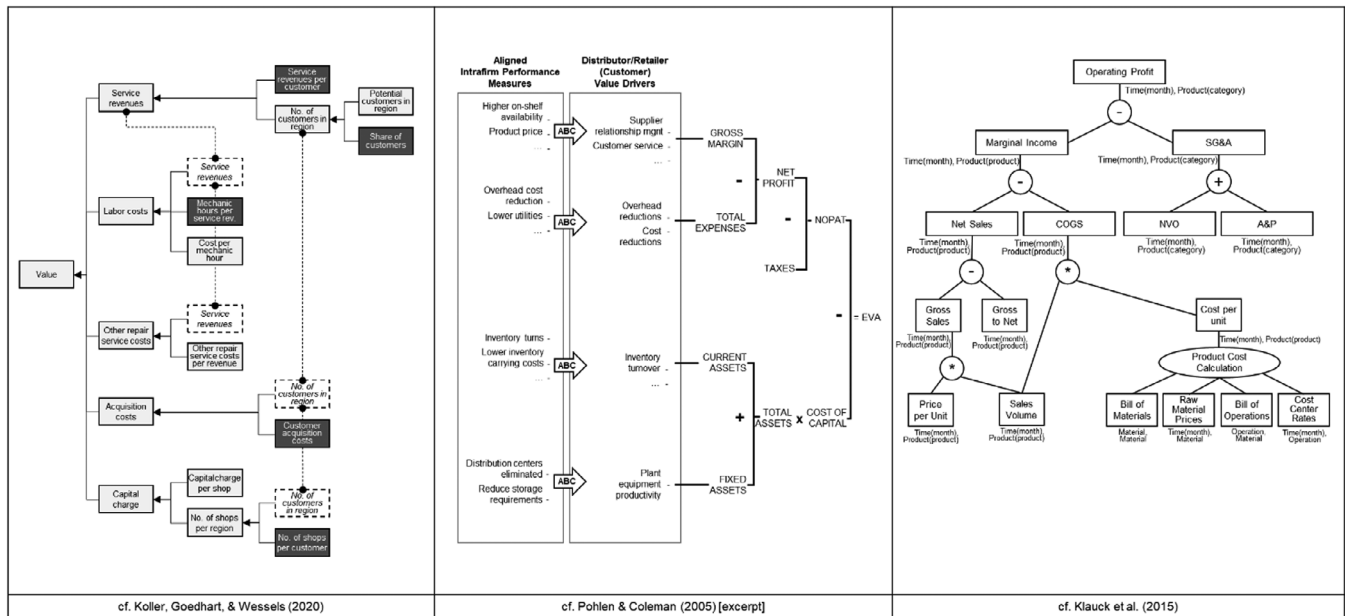 Service
revenues
Service
revenues per
customer
No. of
customers in
region
Potential
customers in
region
Share of
customers
Service
revenues
Labor costs
Mechanic
hours per
service rev.
Cost per
mechanic
hour
Value
Service
revenues
Other repair
service costs
Other repair
service costs
per revenue
No. of
customers in
region
Acquisition
costs
Customer
acquisition
costs
Capital
charge
Capitalcharge
per shop
No. of shops
per region
No. of
customers
in region
No. of shops
per customer
cf. Koller, Goedhart, & Wessels (2020)
Aligned
Intrafirm Performance
Measures
Distributor/Retailer
(Customer)
Value Drivers
Higher on-shelf
availability -
Product price -
... -
ABC
Supplier
relationship mgnt -
Customer service -
... -
GROSS
MARGIN
-
NET
PROFIT
Overhead cost
reduction -
Lower utilities -
... -
ABC
Overhead
reductions -
Cost
reductions -
TOTAL
EXPENSES
-
NOPAT
TAXES
-
= EVA
Inventory turns -
Lower inventory
carrying costs -
... -
ABC
Inventory
turnover -
... -
CURRENT
ASSETS
+
TOTAL
ASSETS
x
COST OF
CAPITAL
Distribution centers
eliminated -
Reduce storage
requirements -
ABC
Plant
equipment -
productivity
FIXED
ASSETS
cf. Pohlen & Coleman (2005) [excerpt]
Operating Profit
Time(month), Product(category)
-
Marginal Income
Time(month), Product(product)
SG&A
Time(month), Product(category)
-
+
Net Sales
Time(month),
Product(product)
COGS
Time(month),
Product(product)
NVO
Time(month),
Product(category)
A&P
Time(month),
Product(category)
-
*
Gross
Sales
Time(month),
Product(product)
Gross
to Net
Time(month),
Product(product)
Cost per
unit
Time(month), Product(product)
*
Product Cost
Calculation
Price
per Unit
Time(month),
Product(product)
Sales
Volume
Time(month),
Product(product)
Bill of
Materials
Material,
Material
Raw
Material
Prices
Time(month),
Material
Bill of
Operations
Operation,
Material
Cost
Center
Rates
Time(month),
Operation
cf. Klauck et al. (2015)